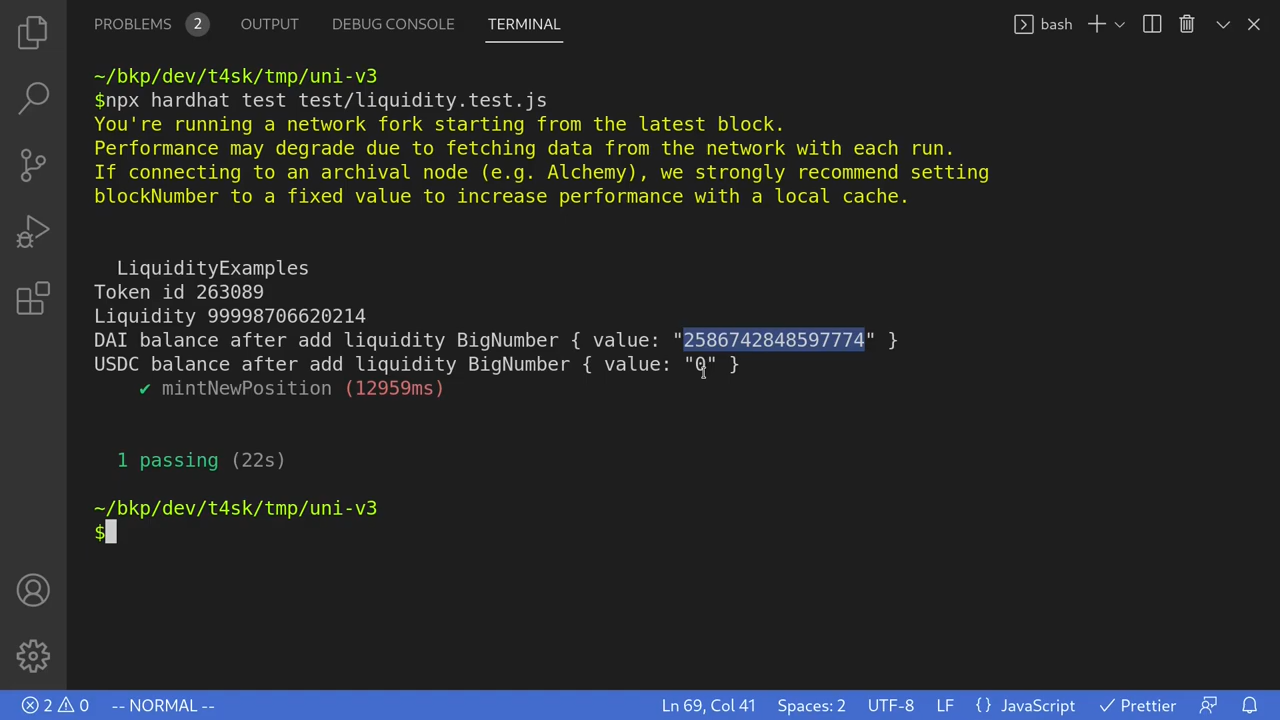 PROBLEMS 2 OUTPUT DEBUG CONSOLE TERMINAL bash
~/bkp/dev/t4sk/tmp/uni-v3
$npx hardhat test test/liquidity.test.js
You're running a network fork starting from the latest block.
Performance may degrade due to fetching data from the network with each run.
If connecting to an archival node (e.g. Alchemy), we strongly recommend setting
blockNumber to a fixed value to increase performance with a local cache.
LiquidityExamples
Token id 263089
Liquidity 99998706620214
DAI balance after add liquidity BigNumber { value: "2586742848597774" }
USDC balance after add liquidity BigNumber { value: "0" }
✔ mintNewPosition (12959ms)
1 passing (22s)
~/bkp/dev/t4sk/tmp/uni-v3
$
2 0 -- NORMAL -- Ln 69, Col 41 Spaces: 2 UTF-8 LF {} JavaScript ✓ Prettier